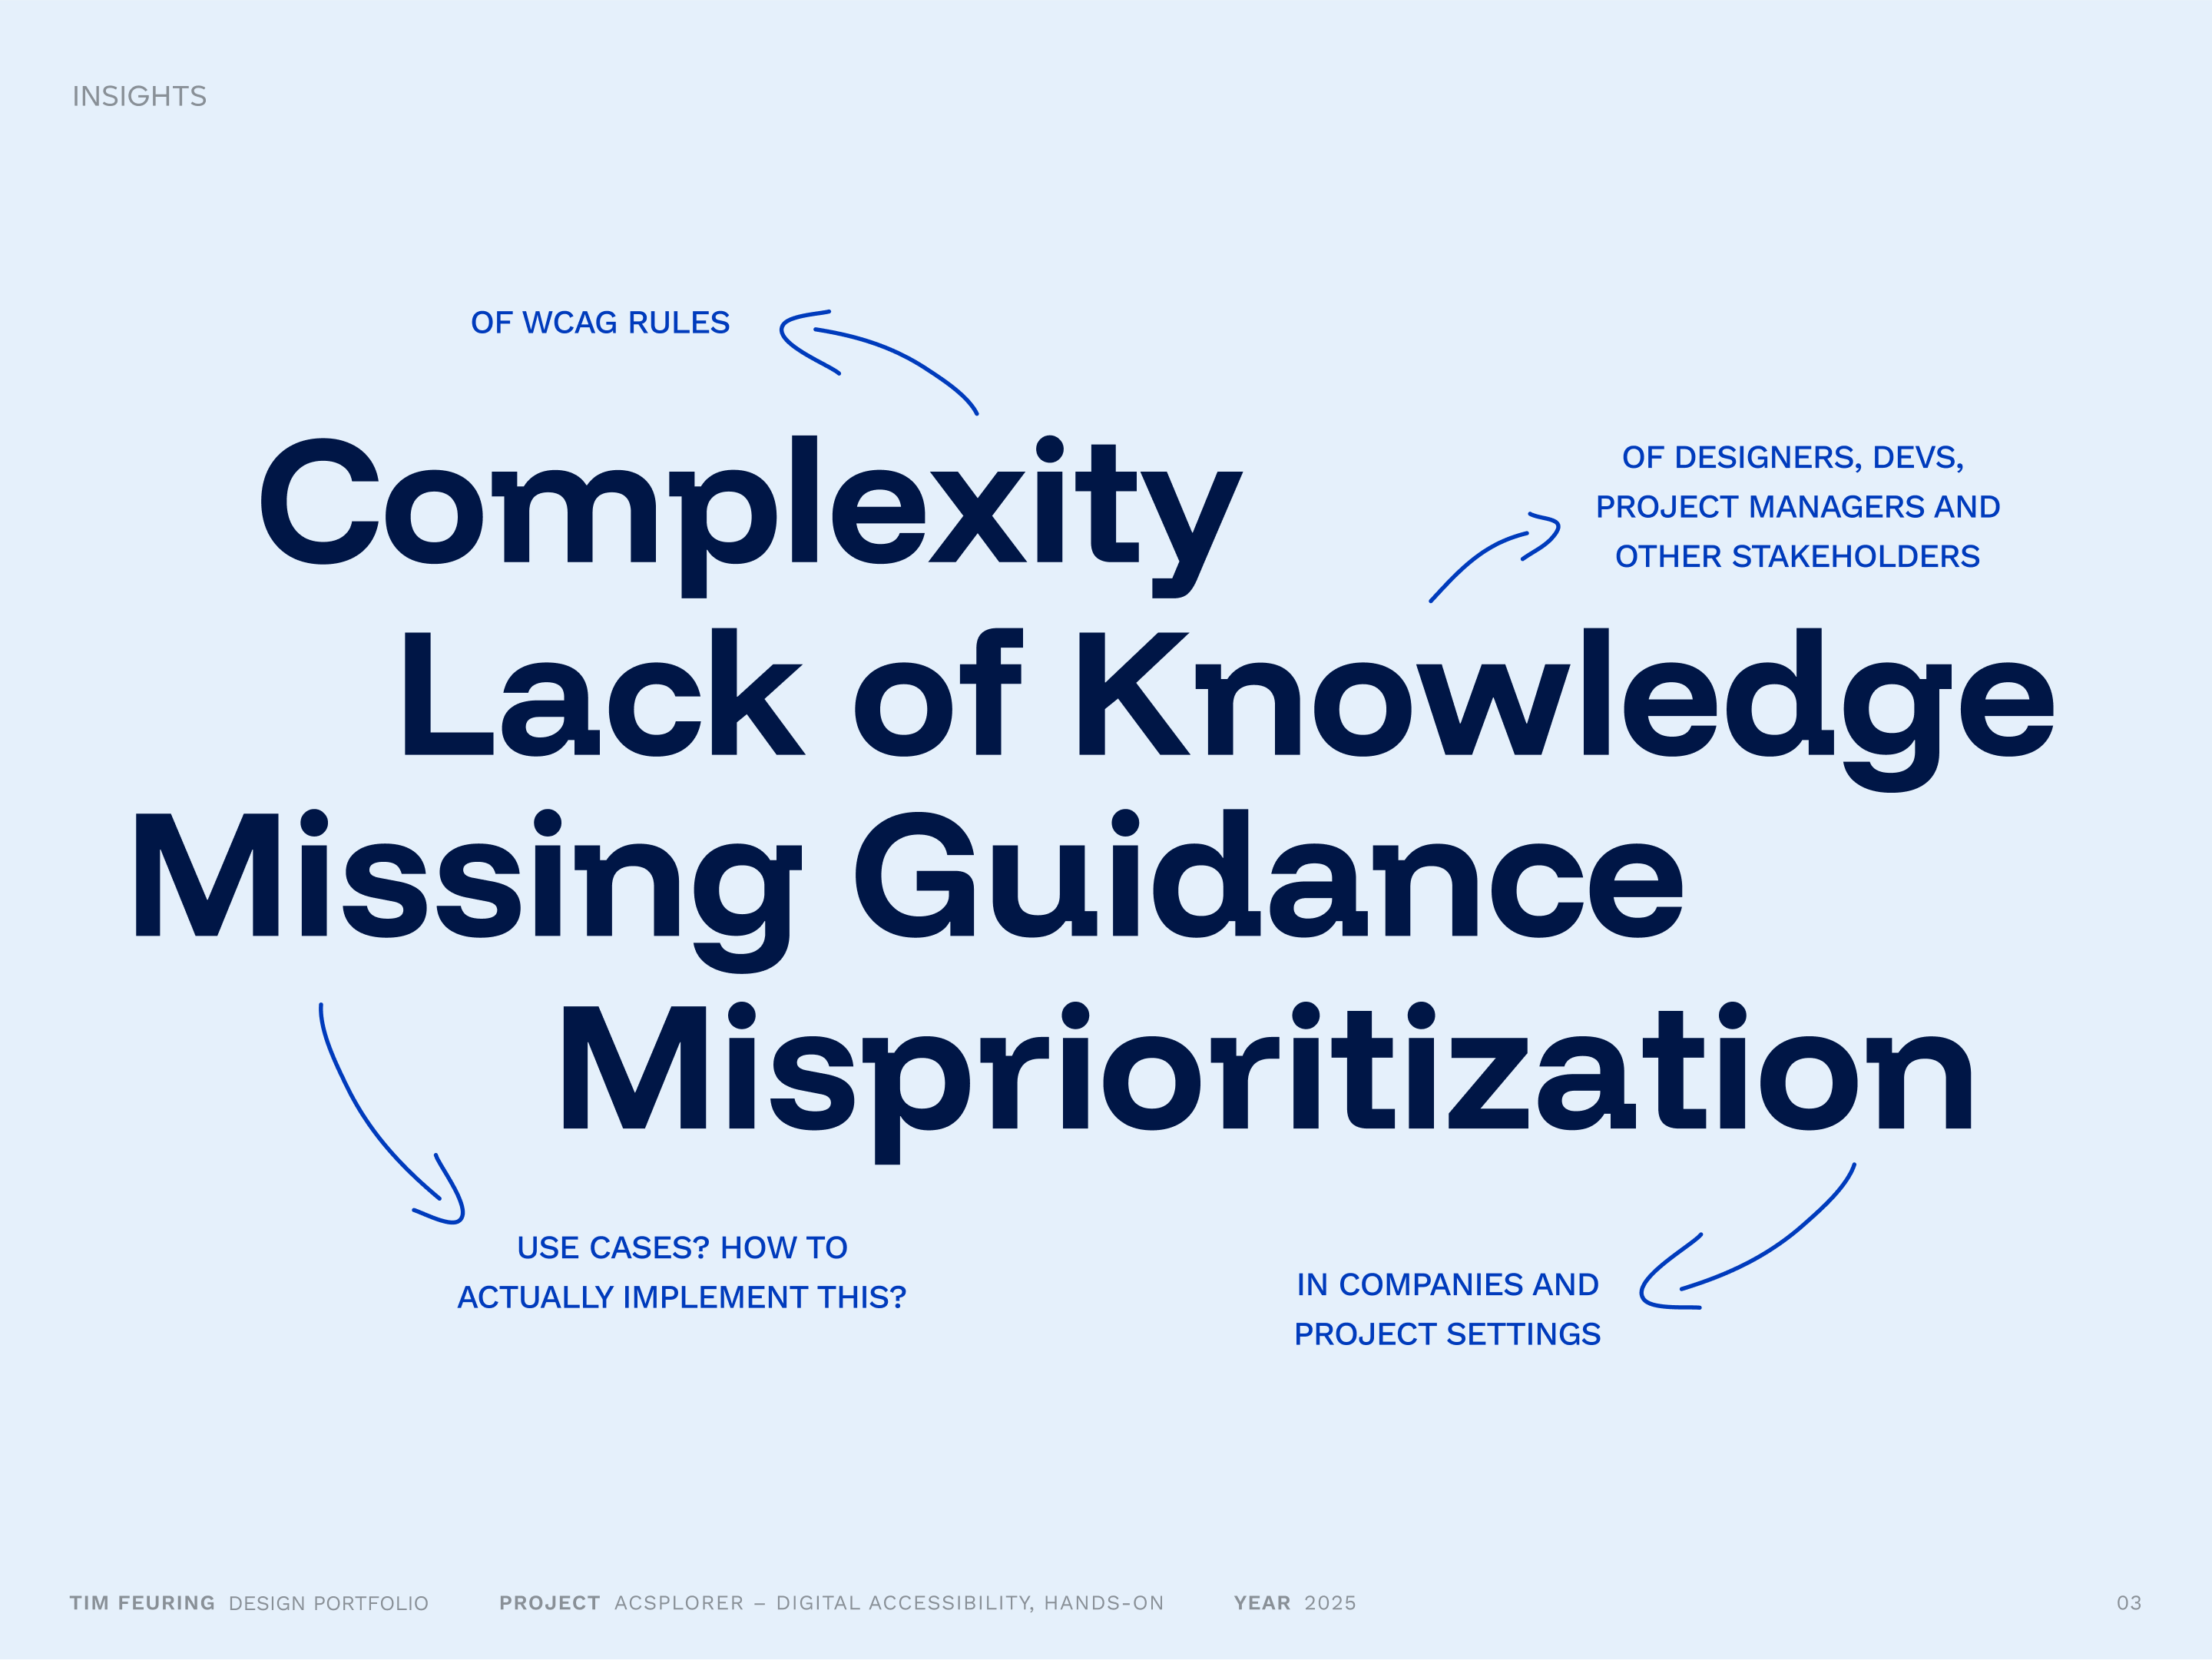 INSIGHTS
OF WCAG RULES
Complexity
OF DESIGNERS, DEVS,
PROJECT MANAGERS AND
OTHER STAKEHOLDERS
Lack of Knowledge
Missing Guidance
Misprioritization
USE CASES? HOW TO
ACTUALLY IMPLEMENT THIS?
IN COMPANIES AND
PROJECT SETTINGS
TIM FEURING DESIGN PORTFOLIO PROJECT ACSPLORER – DIGITAL ACCESSIBILITY, HANDS-ON YEAR 2025 03